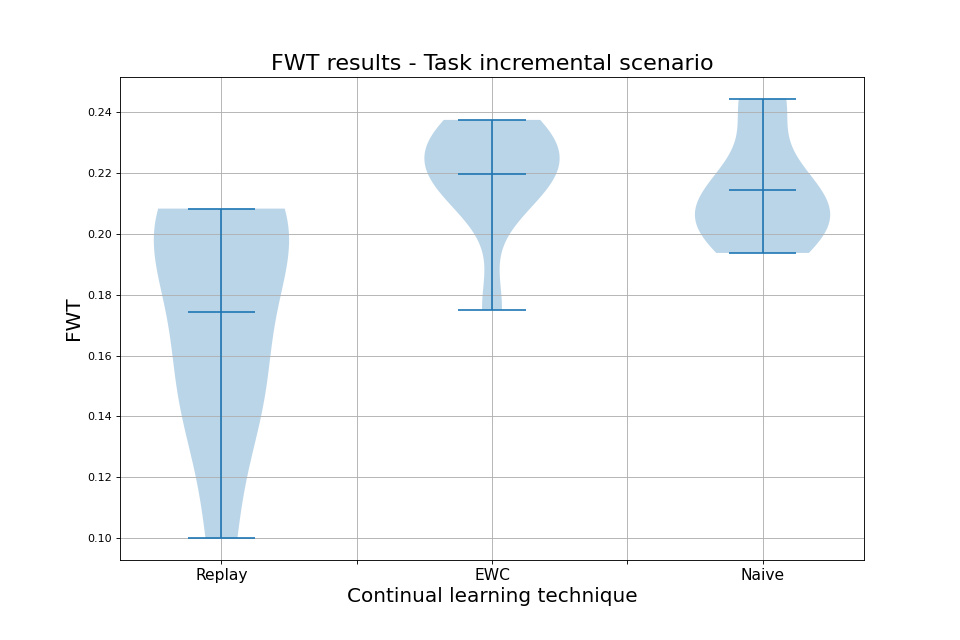 FWT results - Task incremental scenario
FWT
0.24
0.22
0.20
0.18
0.16
0.14
0.12
0.10
Replay EWC Naive
Continual learning technique